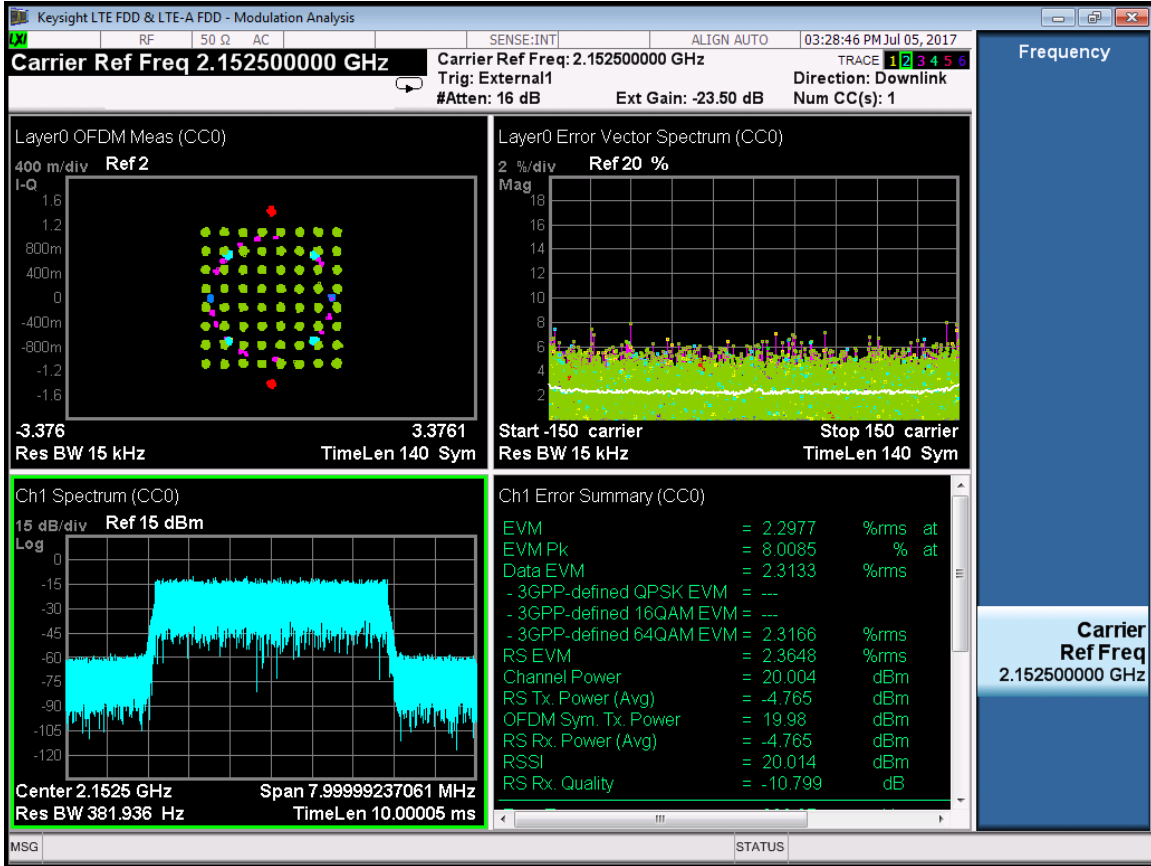 Keysight LTE FDD & LTE-A FDD - Modulation Analysis
LXI RF 50 Ω AC SENSE:INT ALIGN AUTO 03:28:46 PM Jul 05, 2017
Carrier Ref Freq 2.152500000 GHz
Carrier Ref Freq: 2.152500000 GHz
Trig: External1
#Atten: 16 dB Ext Gain: -23.50 dB
TRACE 1 2 3 4 5 6
Direction: Downlink
Num CC(s): 1
Frequency
Layer0 OFDM Meas (CC0)
400 m/div Ref 2
I-Q
1.6
1.2
800m
400m
0
-400m
-800m
-1.2
-1.6
-3.376 3.3761
Res BW 15 kHz TimeLen 140 Sym
Layer0 Error Vector Spectrum (CC0)
2 %/div Ref 20 %
Mag
18
16
14
12
10
8
6
4
2
Start -150 carrier Stop 150 carrier
Res BW 15 kHz TimeLen 140 Sym
Ch1 Spectrum (CC0)
15 dB/div Ref 15 dBm
Log
0
-15
-30
-45
-60
-75
-90
-105
-120
Center 2.1525 GHz Span 7.99999237061 MHz
Res BW 381.936 Hz TimeLen 10.00005 ms
Ch1 Error Summary (CC0)
EVM = 2.2977 %rms at
EVM Pk = 8.0085 % at
Data EVM = 2.3133 %rms
- 3GPP-defined QPSK EVM = ---
- 3GPP-defined 16QAM EVM = ---
- 3GPP-defined 64QAM EVM = 2.3166 %rms
RS EVM = 2.3648 %rms
Channel Power = 20.004 dBm
RS Tx. Power (Avg) = -4.765 dBm
OFDM Sym. Tx. Power = 19.98 dBm
RS Rx. Power (Avg) = -4.765 dBm
RSSI = 20.014 dBm
RS Rx. Quality = -10.799 dB
Carrier
Ref Freq
2.152500000 GHz
MSG STATUS